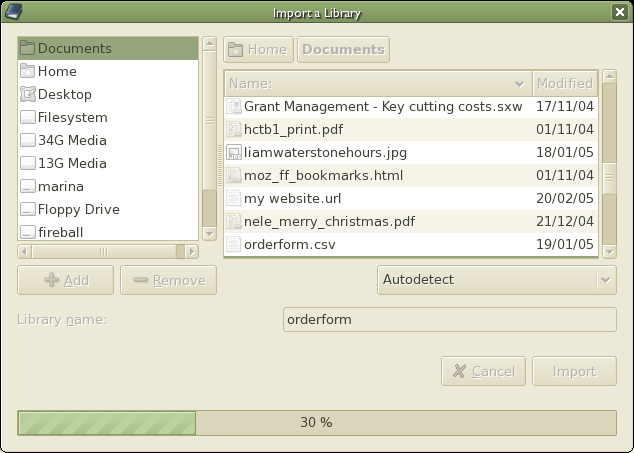 Import a Library
Documents
Home
Desktop
Filesystem
34G Media
13G Media
marina
Floppy Drive
fireball
Home
Documents
Name:
Modified
Grant Management - Key cutting costs.sxw 17/11/04
hctb1_print.pdf 01/11/04
liamwaterstonehours.jpg 18/01/05
moz_ff_bookmarks.html 01/11/04
my website.url 20/02/05
nele_merry_christmas.pdf 21/12/04
orderform.csv 19/01/05
Add
Remove
Autodetect
Library name:
orderform
Cancel
Import
30 %